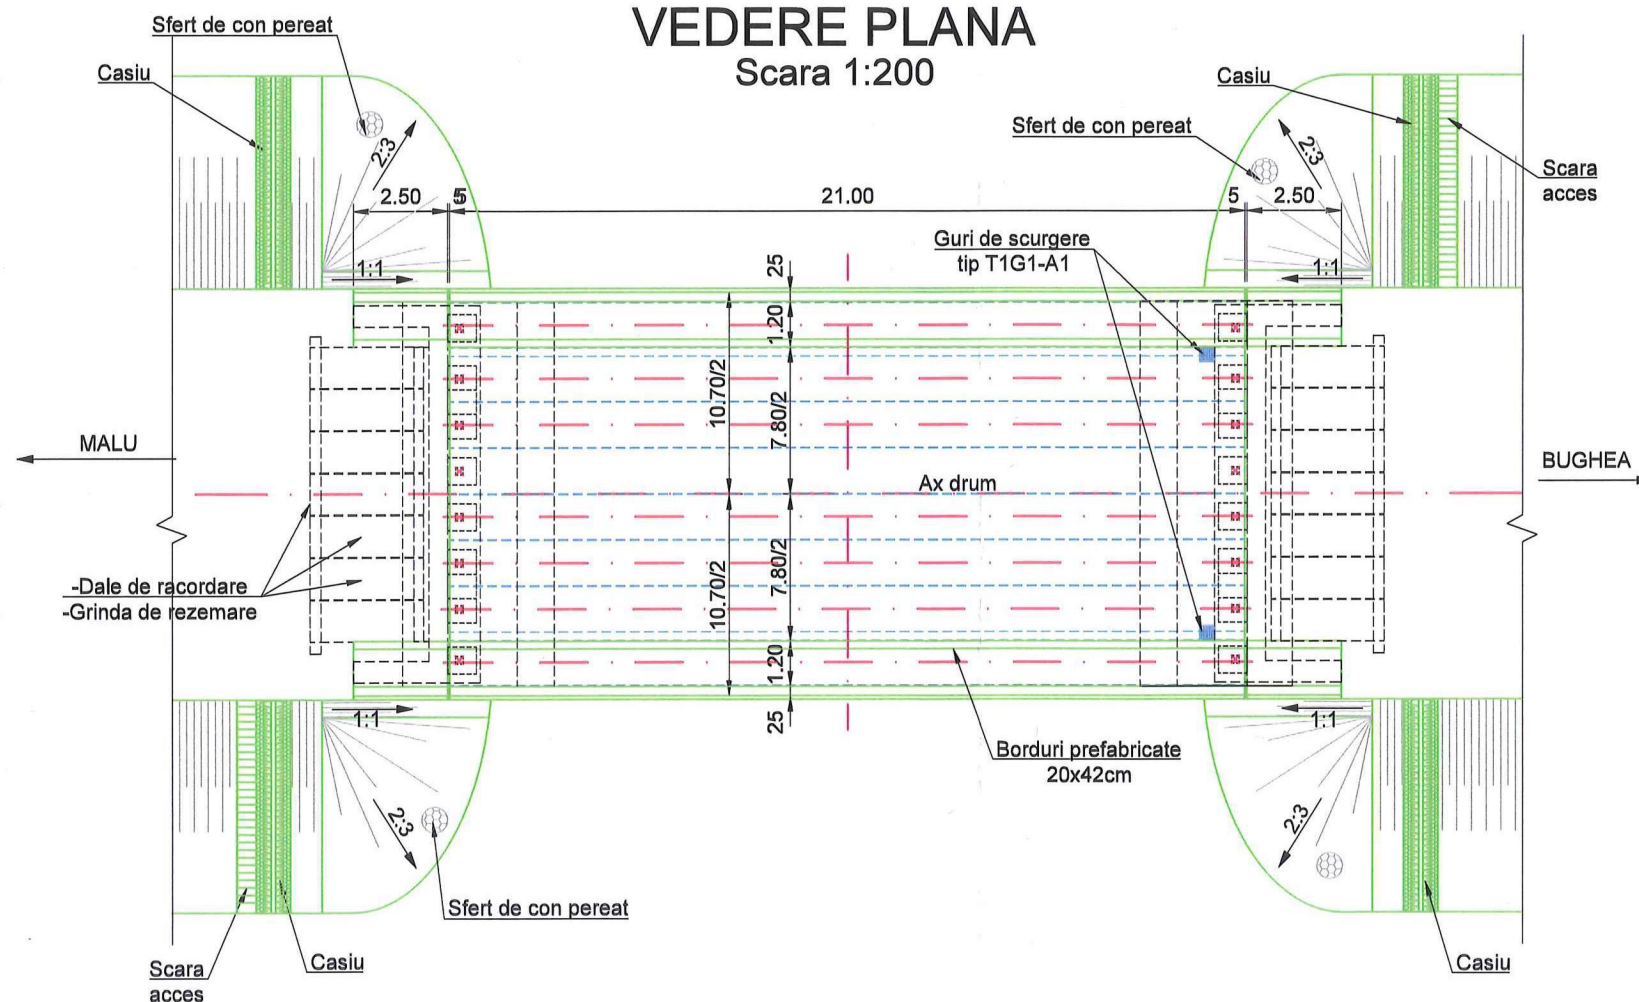 VEDERE PLANA
Scara 1:200
Sfert de con pereat
Casiu
Casiu
Sfert de con pereat
Scara
acces
2:3
2:3
2.50
5
21.00
5
2.50
Guri de scurgere
tip T1G1-A1
1:1
1:1
25
1.20
10.70/2
7.80/2
MALU
BUGHEA
Ax drum
-Dale de racordare
-Grinda de rezemare
10.70/2
7.80/2
1.20
25
1:1
1:1
Borduri prefabricate
20x42cm
2:3
2:3
Sfert de con pereat
Scara
acces
Casiu
Casiu